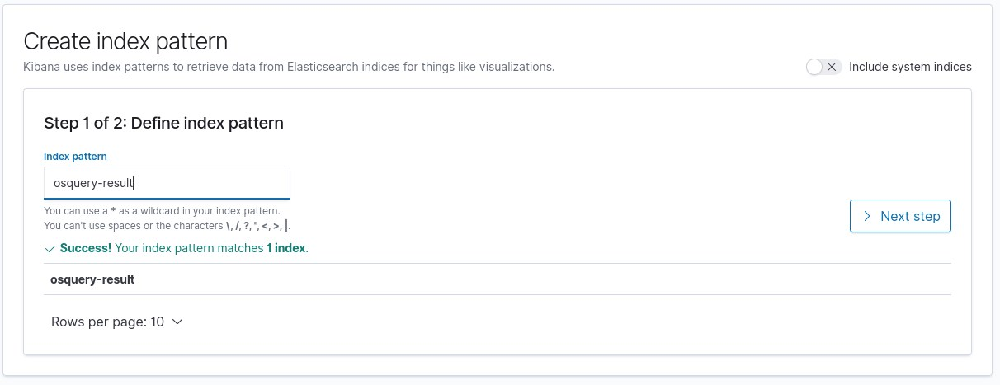 Create index pattern
Kibana uses index patterns to retrieve data from Elasticsearch indices for things like visualizations.
Include system indices
Step 1 of 2: Define index pattern
Index pattern
osquery-result
You can use a * as a wildcard in your index pattern.
You can't use spaces or the characters \, /, ?, ", <, >, |.
Next step
Success! Your index pattern matches 1 index.
osquery-result
Rows per page: 10